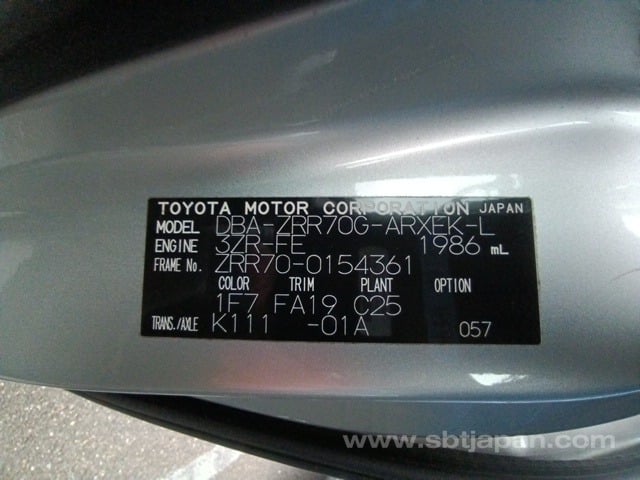 TOYOTA MOTOR CORPORATION JAPAN
MODEL DBA-ZRR70G-ARXEK-L
ENGINE 3ZR-FE 1986 mL
FRAME No. ZRR70-0154361
COLOR TRIM PLANT OPTION
1F7 FA19 C25
TRANS./AXLE K111 -01A 057
www.sbtjapan.com